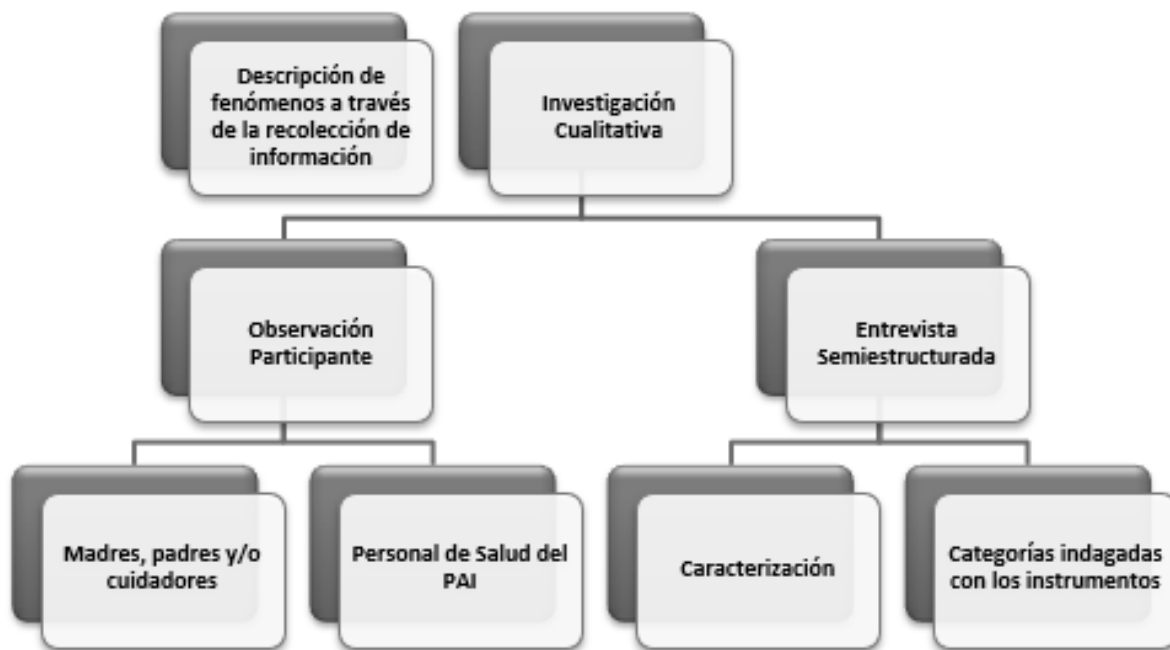 Descripción de
fenómenos a través
de la recolección de
información
Investigación
Cualitativa
Observación
Participante
Entrevista
Semiestructurada
Madres, padres y/o
cuidadores
Personal de Salud del
PAI
Caracterización
Categorías indagadas
con los instrumentos